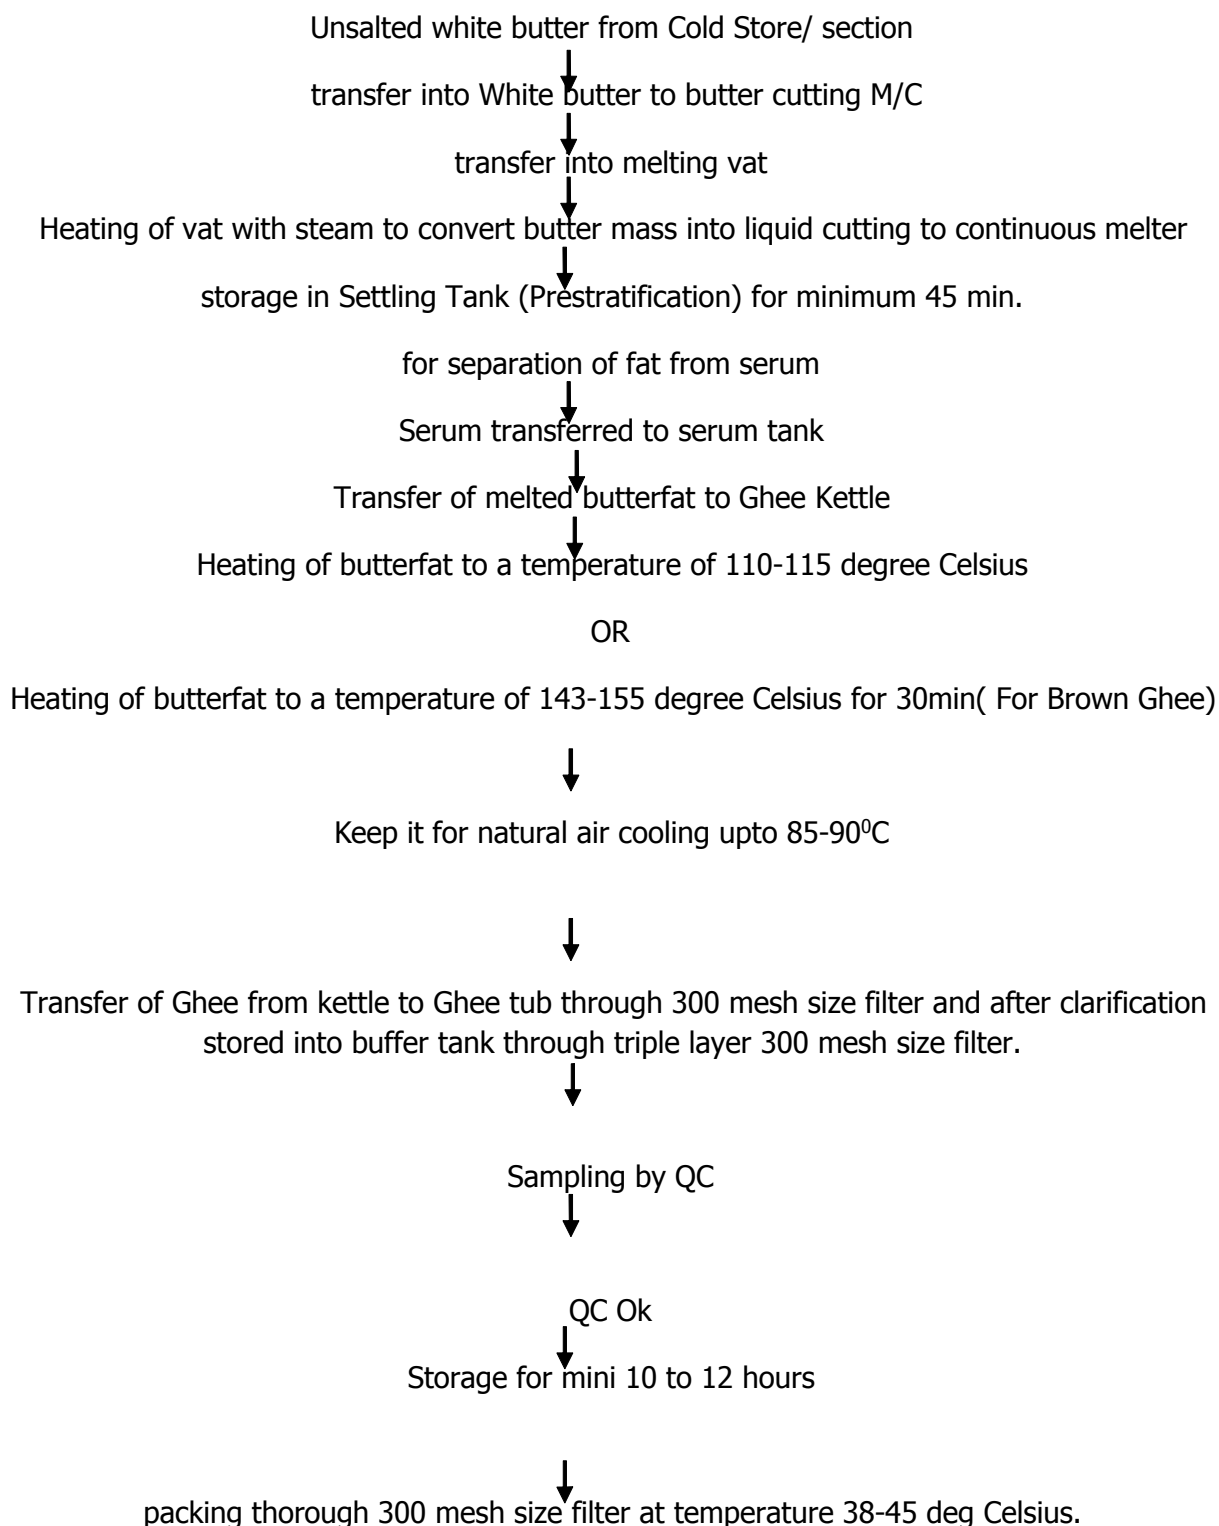 Unsalted white butter from Cold Store/ section
transfer into White butter to butter cutting M/C
transfer into melting vat
Heating of vat with steam to convert butter mass into liquid cutting to continuous melter
storage in Settling Tank (Prestratification) for minimum 45 min.
for separation of fat from serum
Serum transferred to serum tank
Transfer of melted butterfat to Ghee Kettle
Heating of butterfat to a temperature of 110-115 degree Celsius
OR
Heating of butterfat to a temperature of 143-155 degree Celsius for 30min( For Brown Ghee)
Keep it for natural air cooling upto 85-90⁰C
Transfer of Ghee from kettle to Ghee tub through 300 mesh size filter and after clarification
stored into buffer tank through triple layer 300 mesh size filter.
Sampling by QC
QC Ok
Storage for mini 10 to 12 hours
packing thorough 300 mesh size filter at temperature 38-45 deg Celsius.